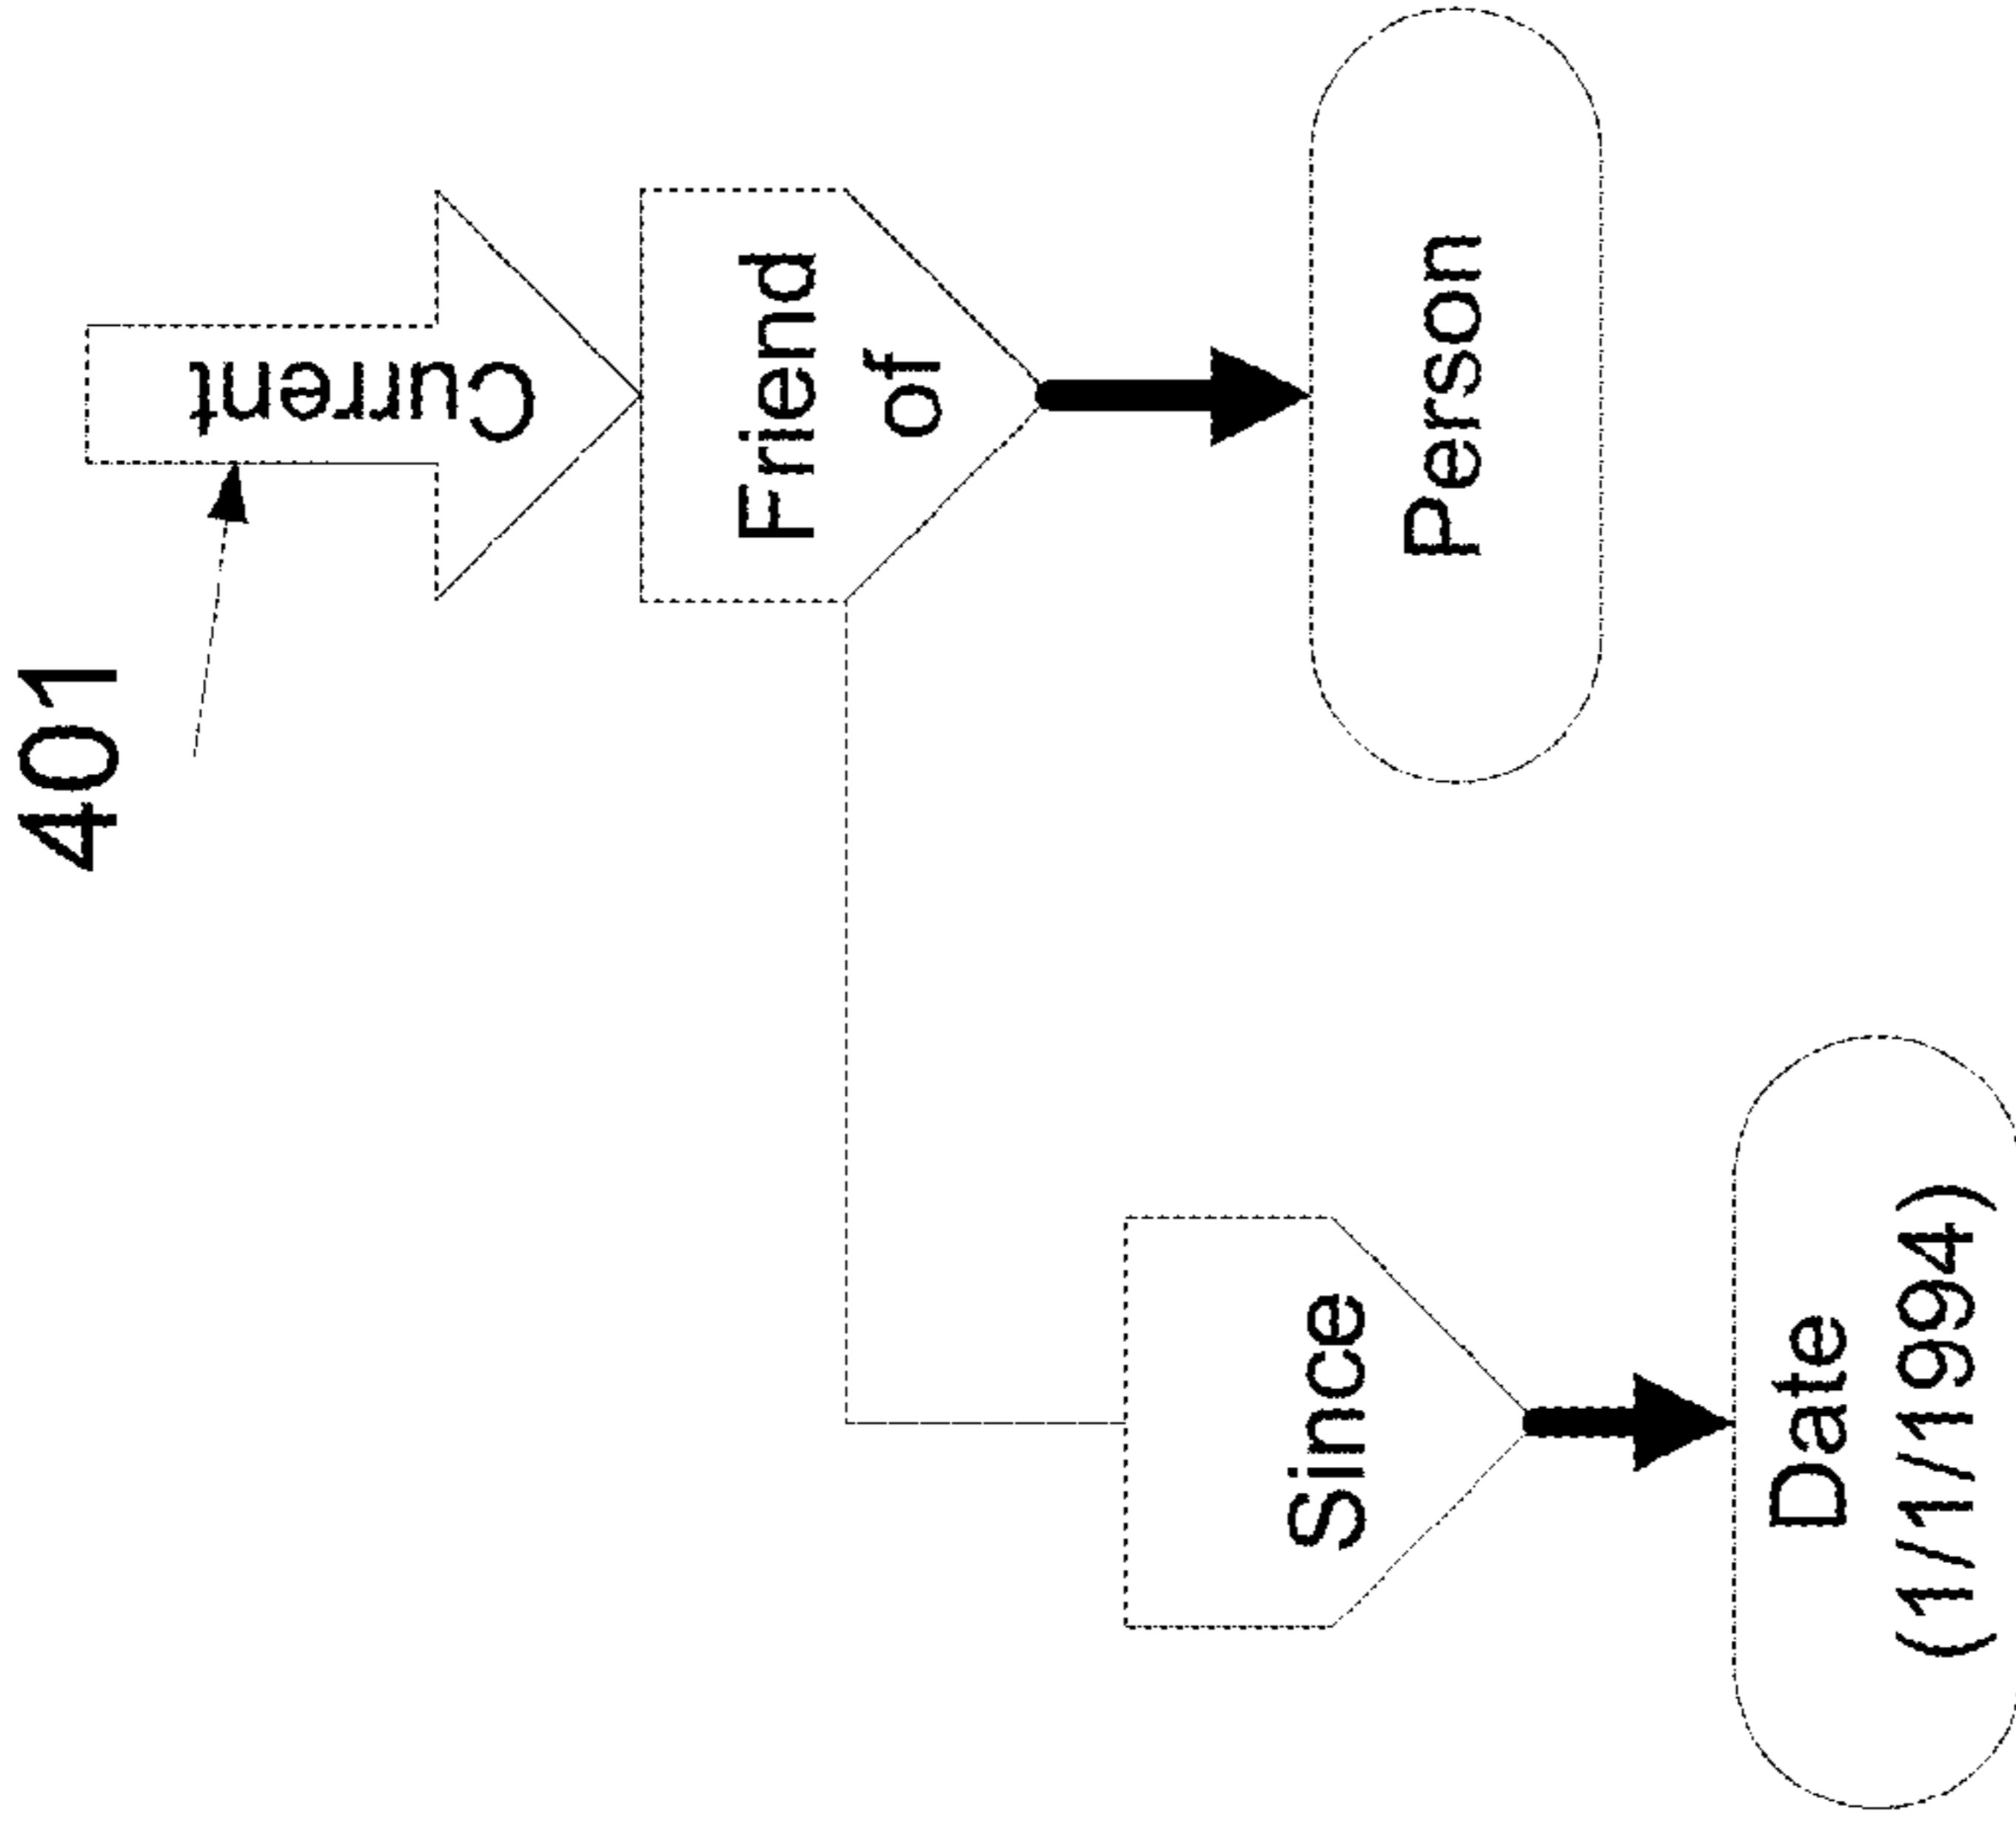 401
Current
Friend
of
Person
Since
Date
(1/1/1994)